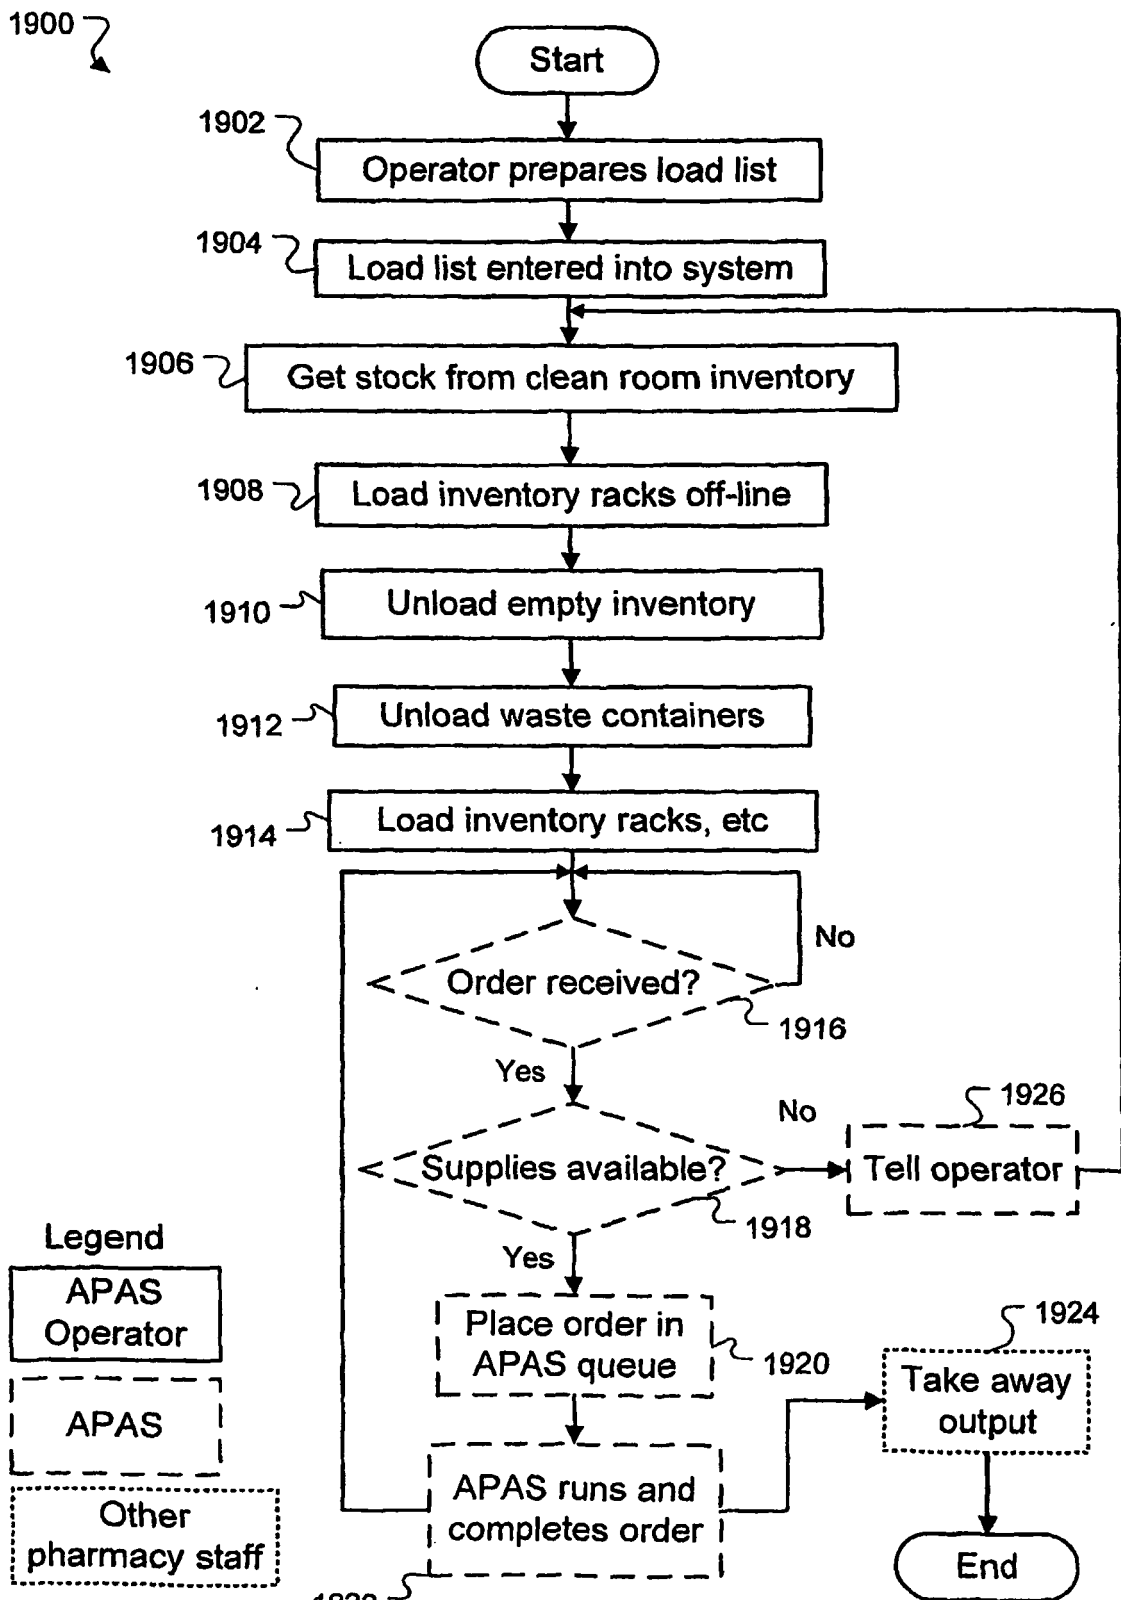 1900
Start
1902
Operator prepares load list
1904
Load list entered into system
1906
Get stock from clean room inventory
1908
Load inventory racks off-line
1910
Unload empty inventory
1912
Unload waste containers
1914
Load inventory racks, etc
No
Order received?
1916
Yes
No
1926
Supplies available?
Tell operator
1918
Yes
Legend
APAS
Operator
APAS
Other
pharmacy staff
Place order in
APAS queue
1920
1924
Take away
output
APAS runs and
completes order
End